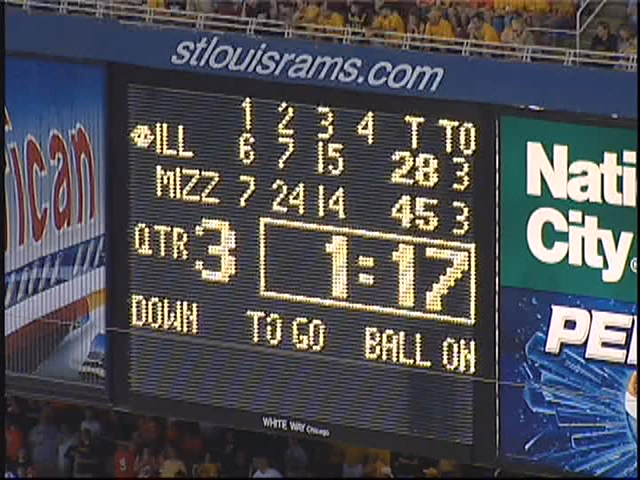 stlouisrams.com
1 2 3 4 T TO
ILL 6 7 15 28 3
MIZZ 7 24 14 45 3
QTR 3 1:17
DOWN TO GO BALL ON
WHITE WAY Chicago
ican
Nati
City
PE